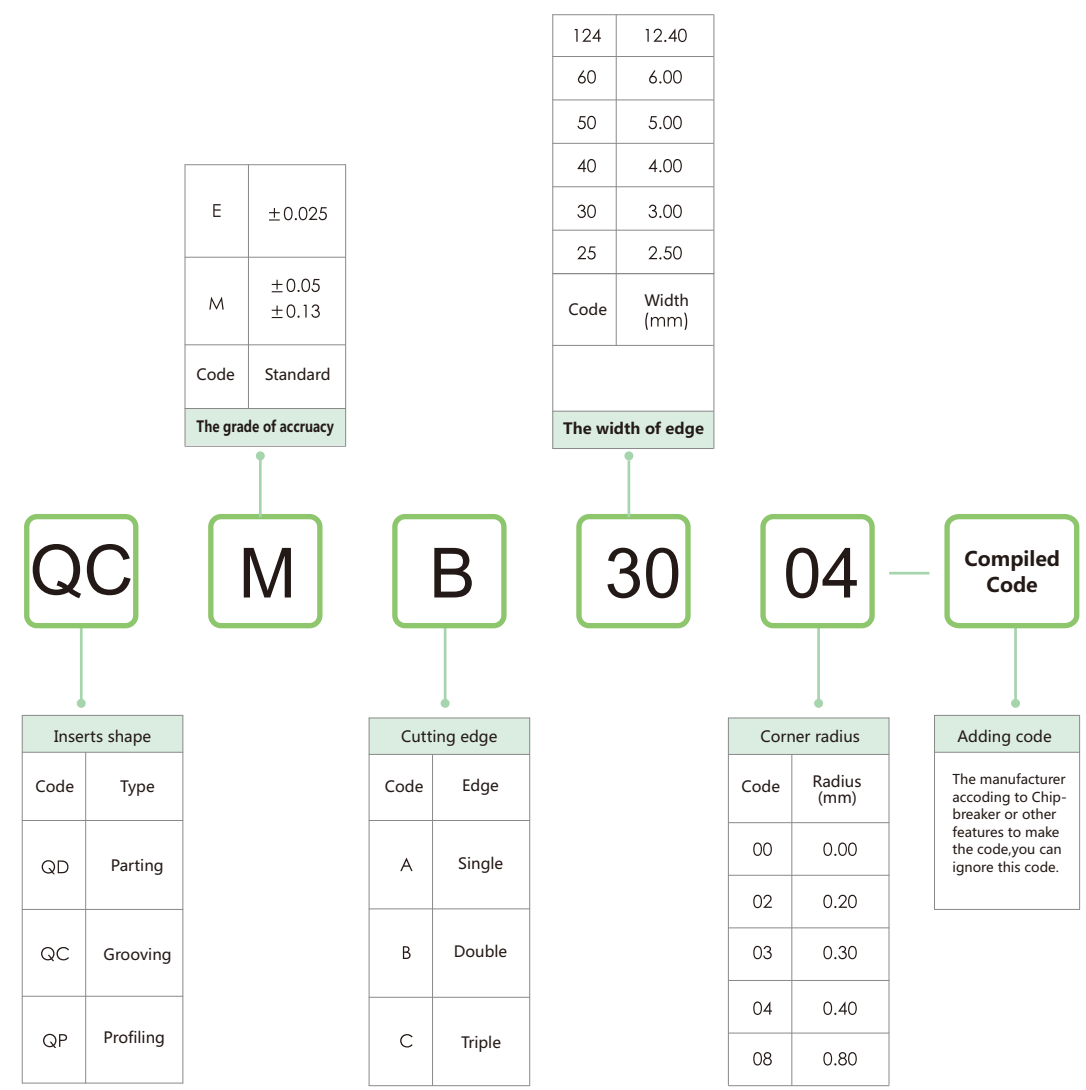 124 12.40
60 6.00
50 5.00
40 4.00
30 3.00
25 2.50
Code Width
(mm)
The width of edge
E ±0.025
M ±0.05
±0.13
Code Standard
The grade of accruacy
QC M B 30 04 — Compiled
Code
Inserts shape
Code Type
QD Parting
QC Grooving
QP Profiling
Cutting edge
Code Edge
A Single
B Double
C Triple
Corner radius
Code Radius
(mm)
00 0.00
02 0.20
03 0.30
04 0.40
08 0.80
Adding code
The manufacturer
accoding to Chip-
breaker or other
features to make
the code,you can
ignore this code.